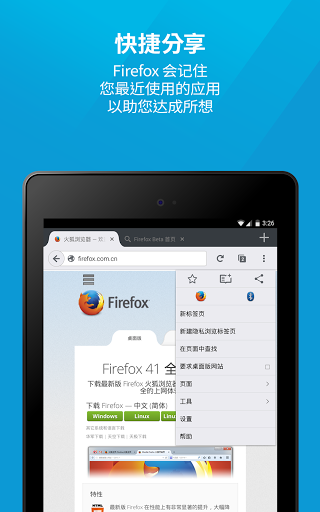 快捷分享
Firefox 会记住
您最近使用的应用
以助您达成所想
3:26
火狐浏览器 —
Firefox Beta 首页
firefox.com.cn
Firefox
桌面版
Firefox 41 全
下载最新版 Firefox 火狐浏览器
全的上网体
下载 Firefox — 中文 (简体)
Windows
Linux
Linu
特性
最新版 Firefox 在性能上有非常显著的提升，大幅降
新标签页
新建隐私浏览标签页
在页面中查找
要求桌面版网站
页面
工具
设置
帮助